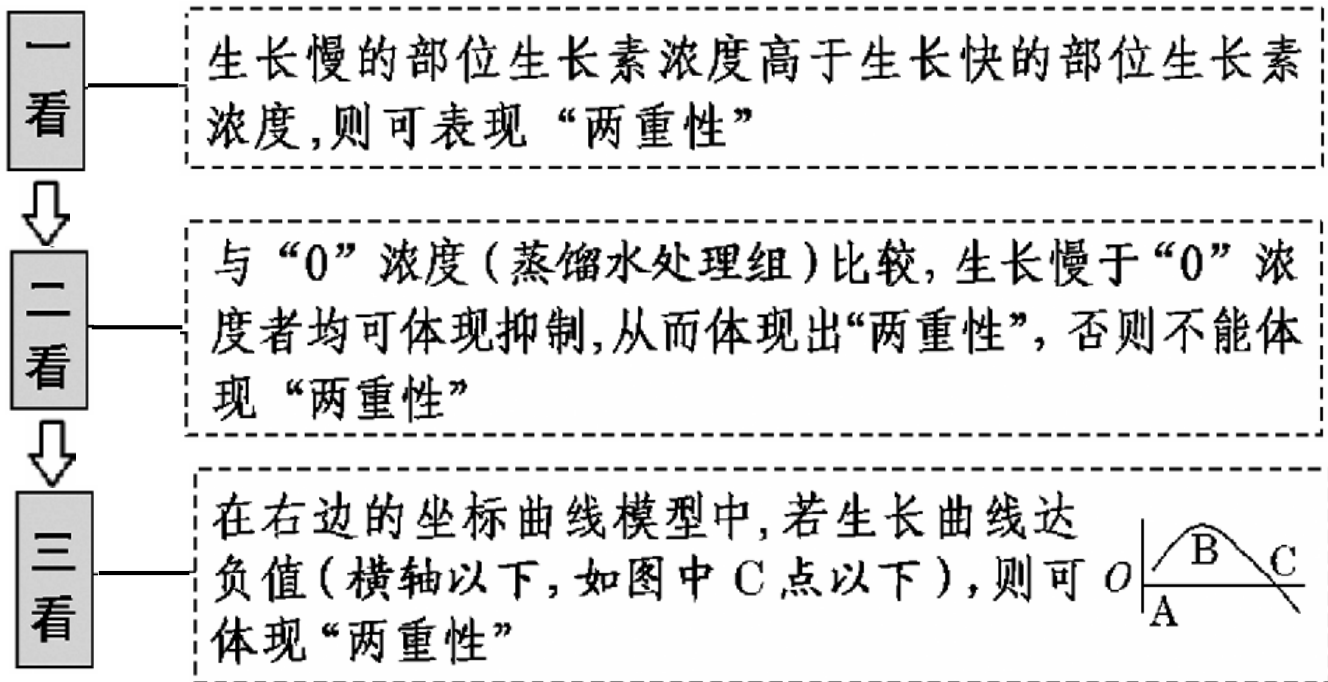 一看
生长慢的部位生长素浓度高于生长快的部位生长素
浓度,则可表现“两重性”
二看
与“0”浓度(蒸馏水处理组)比较,生长慢于“0”浓
度者均可体现抑制,从而体现出“两重性”,否则不能体
现“两重性”
三看
在右边的坐标曲线模型中,若生长曲线达
负值(横轴以下,如图中C点以下),则可
体现“两重性”
O A B C